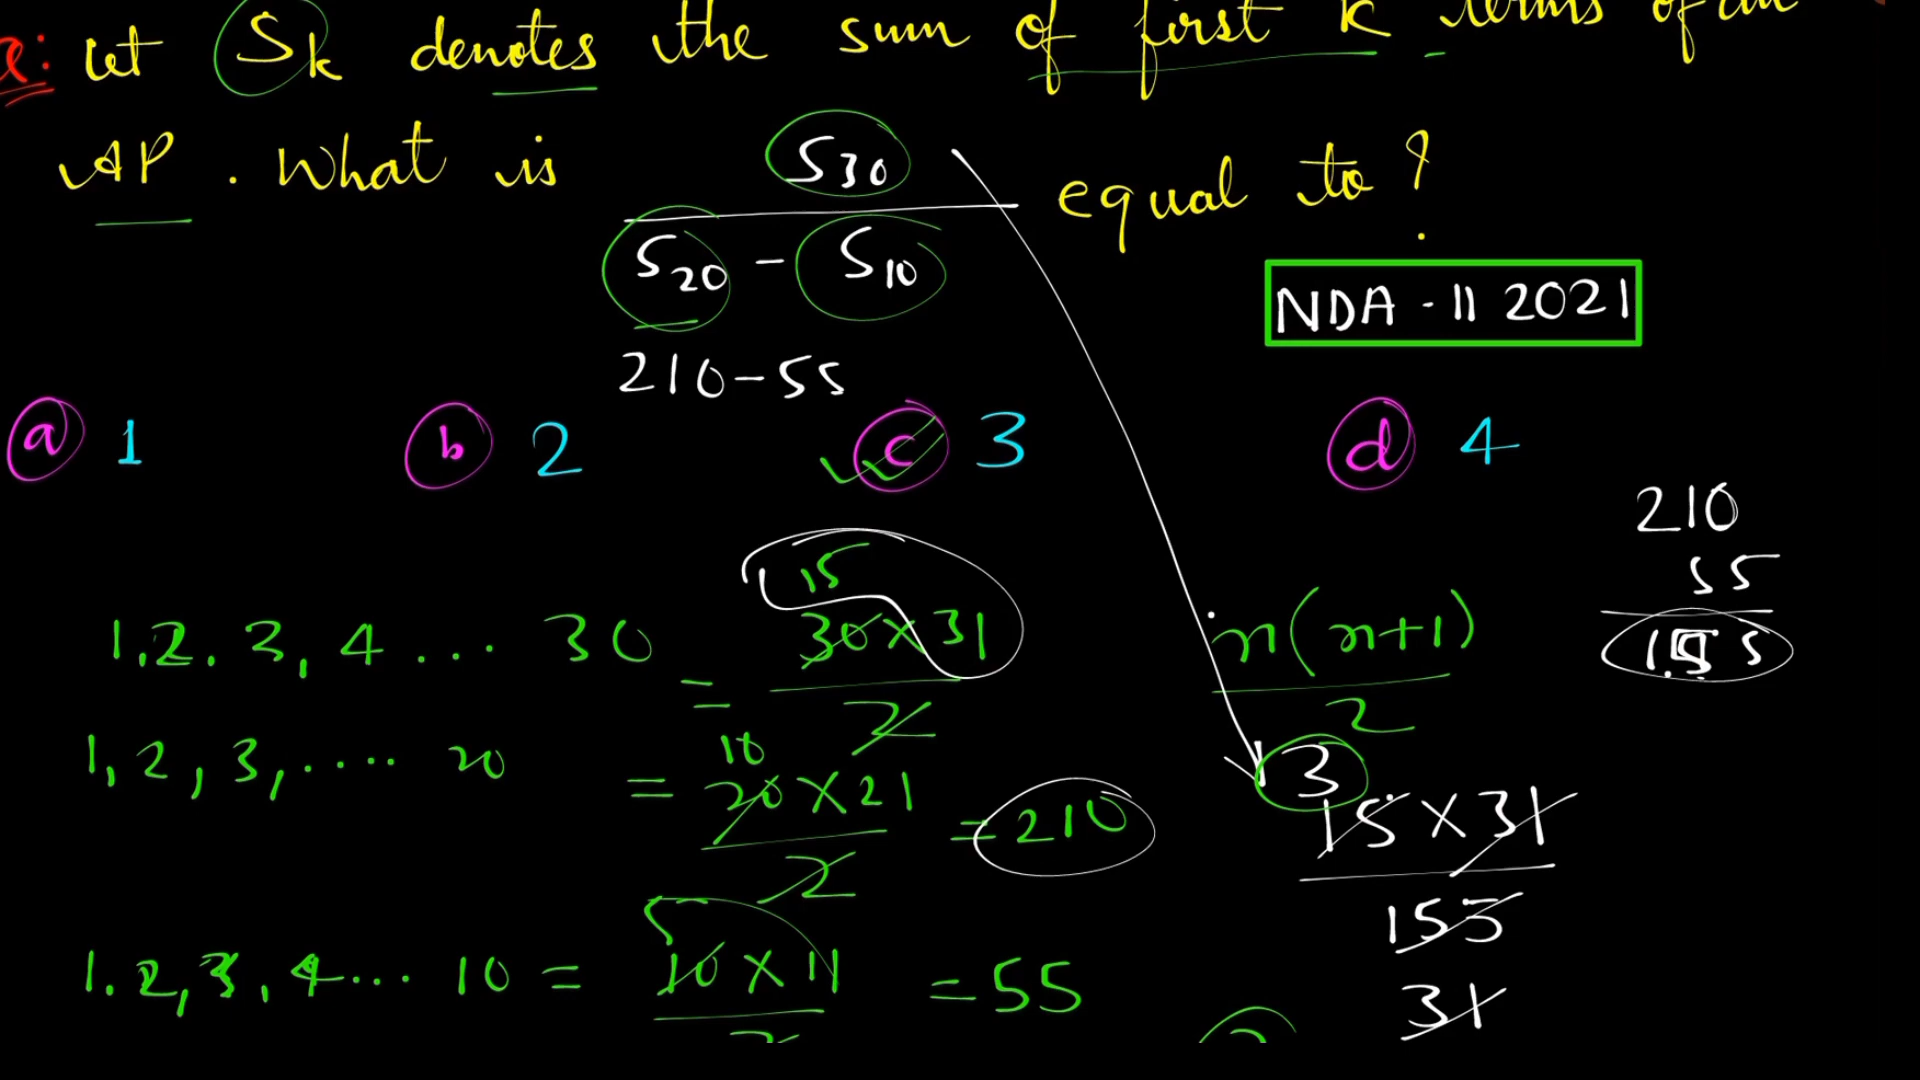 Q: Let Sk denotes the sum of first k terms of an
AP. What is S30 / S20 - S10 equal to?
NDA - II 2021
210-55
a 1 b 2 c 3 d 4
210
55
155
15
1.2.3,4... 30 = 30×31 / 2
n(n+1) / 2
10
1,2,3,.... 20 = 20×21 / 2 = 210
3
15×31
155
31
1.2,3,4... 10 = 10×11 / 2 = 55